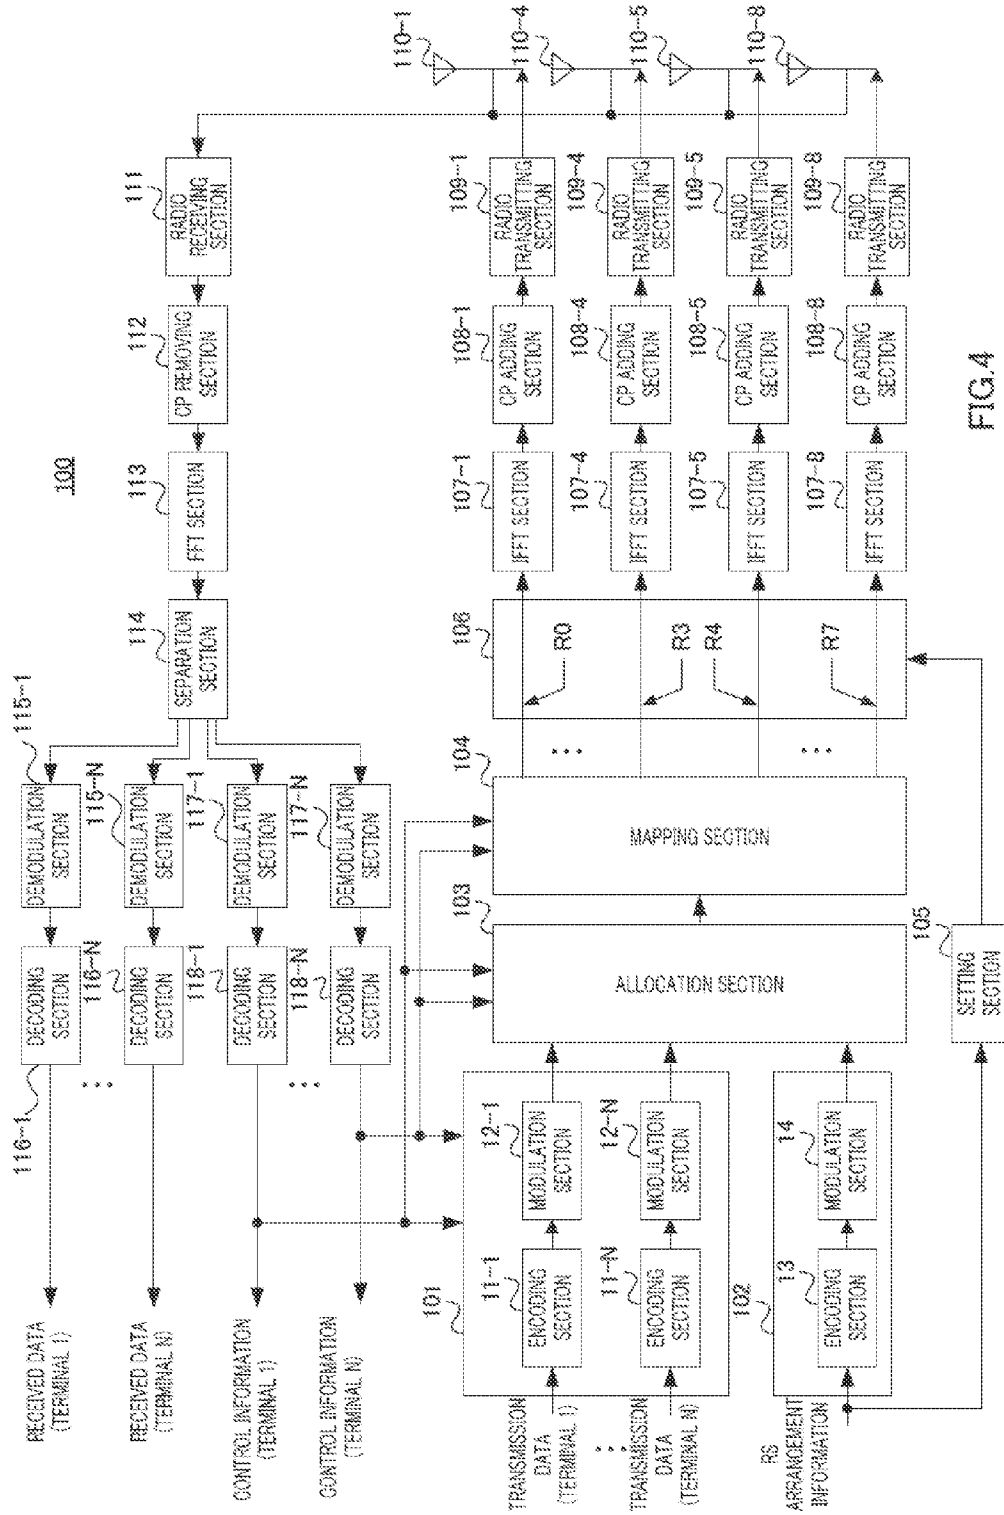 100
RECEIVED DATA
(TERMINAL 1)
116-1
DECODING
SECTION
DEMODULATION
SECTION
115-1
RECEIVED DATA
(TERMINAL N)
116-N
DECODING
SECTION
115-N
DEMODULATION
SECTION
CONTROL INFORMATION
(TERMINAL 1)
118-1
DECODING
SECTION
117-1
DEMODULATION
SECTION
CONTROL INFORMATION
(TERMINAL N)
118-N
DECODING
SECTION
117-N
DEMODULATION
SECTION
114
SEPARATION
SECTION
113
FFT SECTION
112
CP REMOVING
SECTION
111
RADIO
RECEIVING
SECTION
101
TRANSMISSION
DATA
(TERMINAL 1)
11-1
ENCODING
SECTION
12-1
MODULATION
SECTION
TRANSMISSION
DATA
(TERMINAL N)
11-N
ENCODING
SECTION
12-N
MODULATION
SECTION
102
RS
ARRANGEMENT
INFORMATION
13
ENCODING
SECTION
14
MODULATION
SECTION
103
ALLOCATION SECTION
104
MAPPING SECTION
105
SETTING
SECTION
106
R0
R3
R4
R7
107-1
IFFT SECTION
108-1
CP ADDING
SECTION
109-1
RADIO
TRANSMITTING
SECTION
110-1
107-4
IFFT SECTION
108-4
CP ADDING
SECTION
109-4
RADIO
TRANSMITTING
SECTION
110-4
107-5
IFFT SECTION
108-5
CP ADDING
SECTION
109-5
RADIO
TRANSMITTING
SECTION
110-5
107-8
IFFT SECTION
108-8
CP ADDING
SECTION
109-8
RADIO
TRANSMITTING
SECTION
110-8
FIG.4